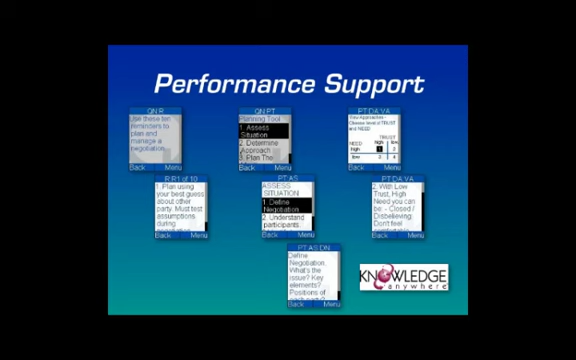 Performance Support
QN R
Use these ten
reminders to
plan and
manage a
negotiation.
Back Menu
QN PT
Planning Tool
1. Assess
Situation
2. Determine
Approach
3. Plan The
Back Menu
PT DA VA
Key Approaches -
Choose level of TRUST
and NEED
TRUST
NEED high low
high 1 2
low 3 4
Back Menu
R/R1 of 10
1. Plan using
your best guess
about other
party. Must test
assumptions
during
Back Menu
PT AS
ASSESS
SITUATION
1. Define
Negotiation
2. Understand
participants.
Back Menu
PT DA VA
2. With Low
Trust, High
Need you can
be: - Closed /
Disbelieving.
Don't feel
Back Menu
PT AS DN
Define
Negotiation.
What's the
issue? Key
elements?
Positions of
each party?
Back Menu
KNOWLEDGE
anywhere